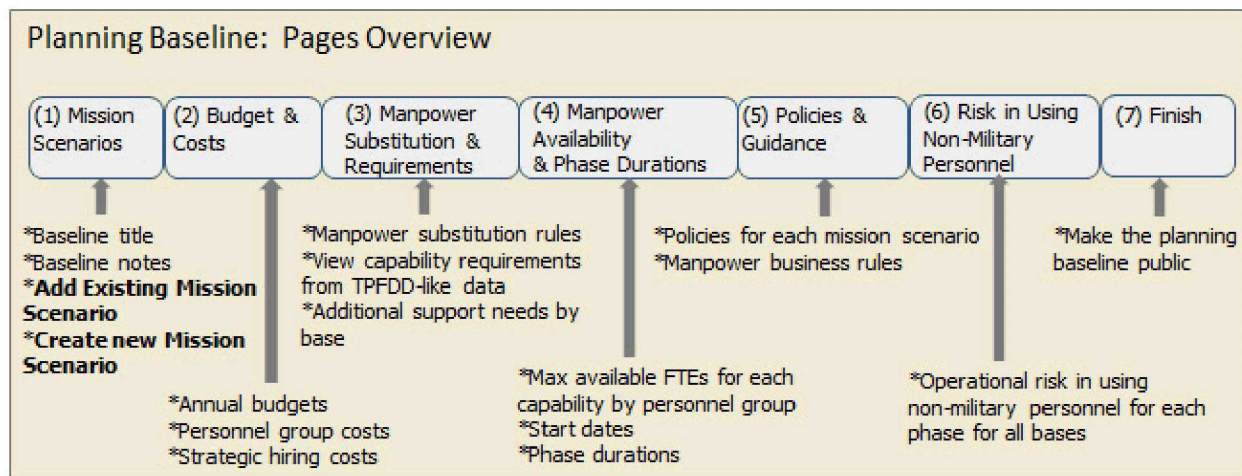 Planning Baseline: Pages Overview
(1) Mission
Scenarios
(2) Budget &
Costs
(3) Manpower
Substitution &
Requirements
(4) Manpower
Availability
& Phase Durations
(5) Policies &
Guidance
(6) Risk in Using
Non-Military
Personnel
(7) Finish
*Baseline title
*Baseline notes
*Add Existing Mission
Scenario
*Create new Mission
Scenario
*Annual budgets
*Personnel group costs
*Strategic hiring costs
*Manpower substitution rules
*View capability requirements
from TPFDD-like data
*Additional support needs by
base
*Max available FTEs for each
capability by personnel group
*Start dates
*Phase durations
*Policies for each mission scenario
*Manpower business rules
*Operational risk in using
non-military personnel for each
phase for all bases
*Make the planning
baseline public